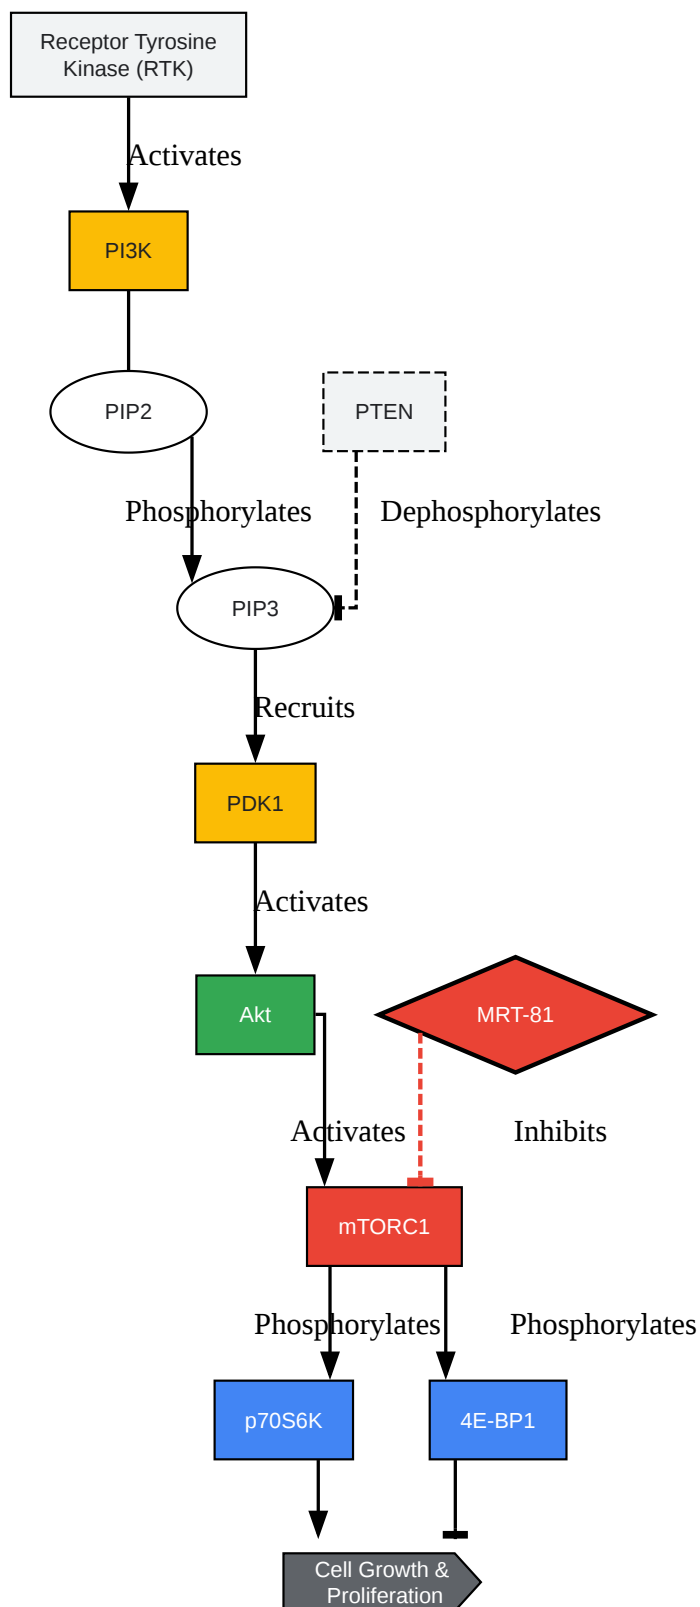 Receptor Tyrosine
Kinase (RTK)
Activates
PI3K
PIP2
PTEN
Phosphorylates
Dephosphorylates
PIP3
Recruits
PDK1
Activates
Akt
MRT-81
Activates
Inhibits
mTORC1
Phosphorylates
Phosphorylates
p70S6K
4E-BP1
Cell Growth &
Proliferation